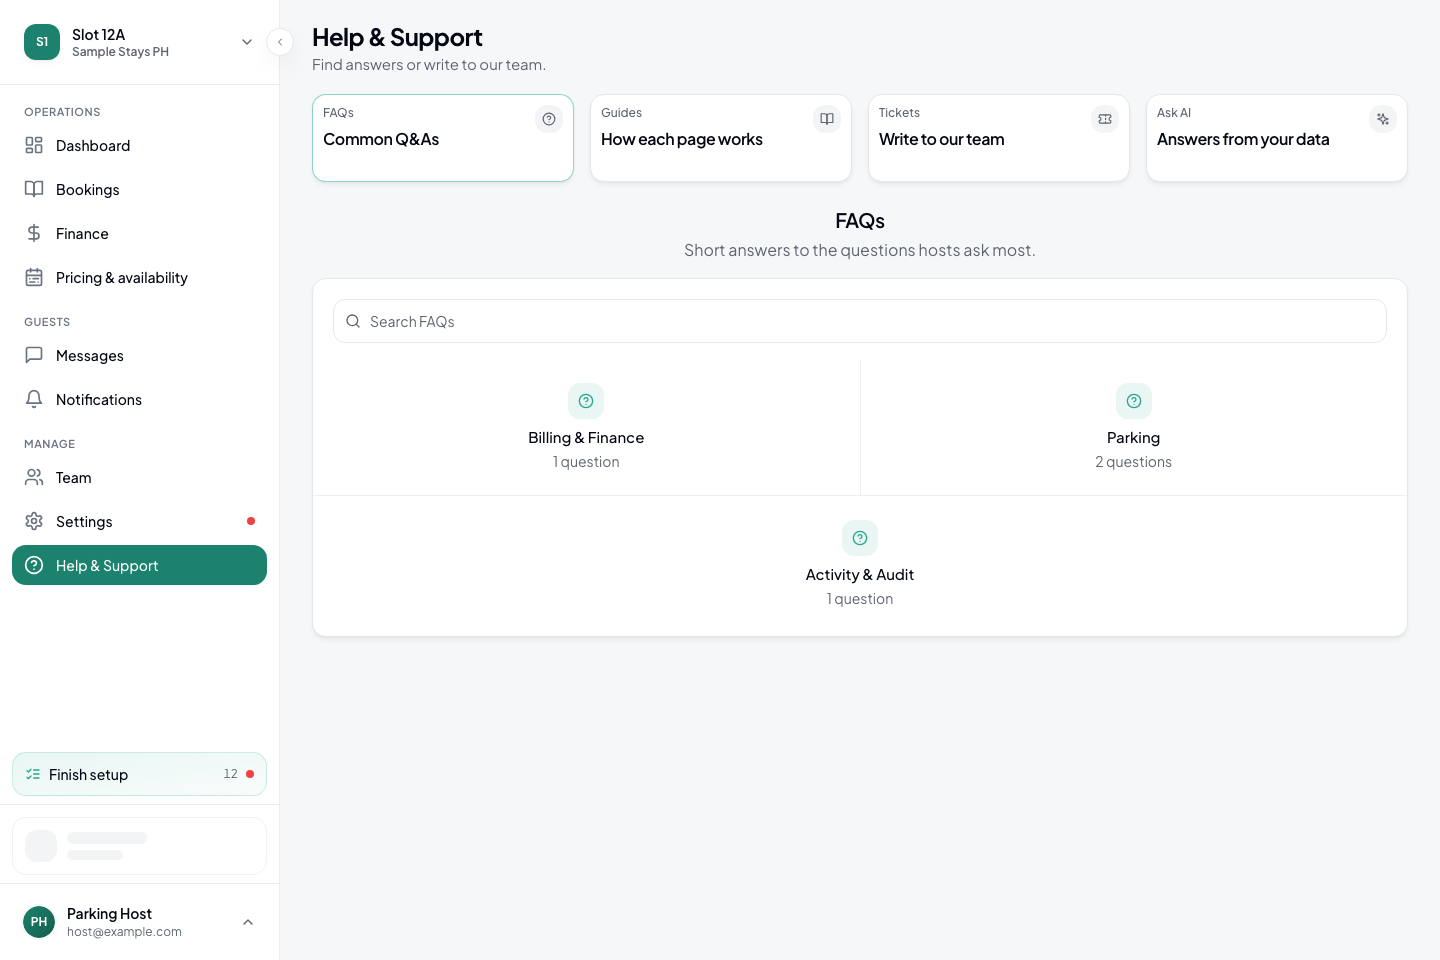 S1
Slot 12A
Sample Stays PH
OPERATIONS
Dashboard
Bookings
Finance
Pricing & availability
GUESTS
Messages
Notifications
MANAGE
Team
Settings
Help & Support
Finish setup
12
PH
Parking Host
host@example.com
Help & Support
Find answers or write to our team.
FAQs
Common Q&As
Guides
How each page works
Tickets
Write to our team
Ask AI
Answers from your data
FAQs
Short answers to the questions hosts ask most.
Search FAQs
Billing & Finance
1 question
Parking
2 questions
Activity & Audit
1 question